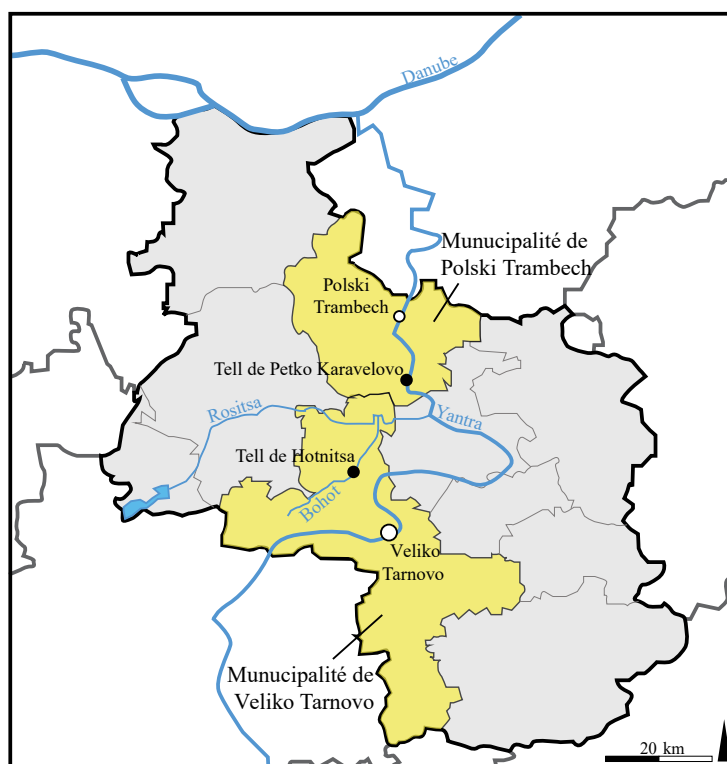 Danube
Munucipalité de
Polski Trambech
Polski
Trambech
Tell de Petko Karavelovo
Rositsa
Yantra
Tell de Hotnitsa
Bohot
Veliko
Tarnovo
Munucipalité de
Veliko Tarnovo
20 km